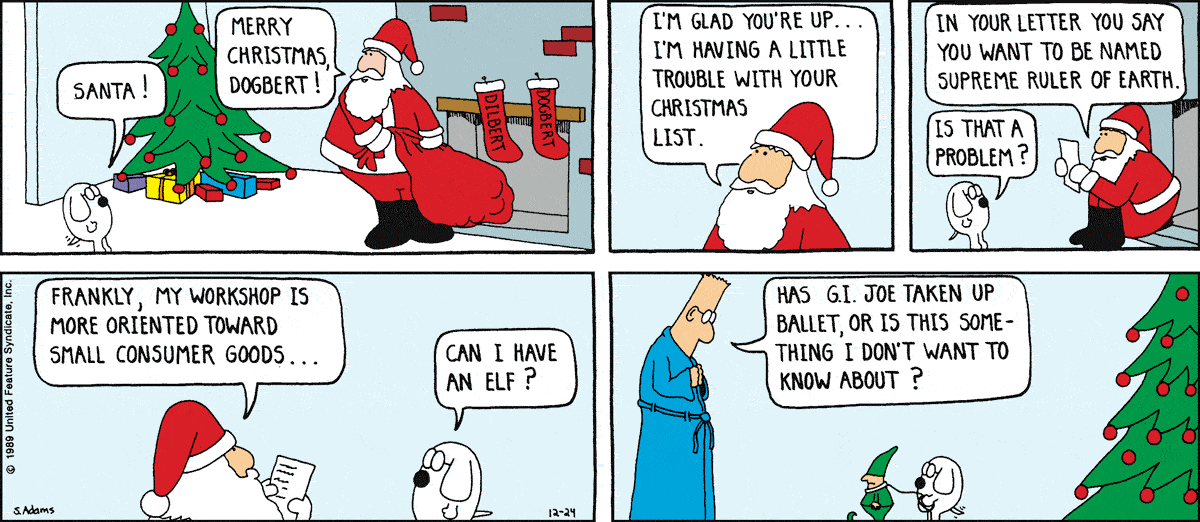 SANTA!
MERRY
CHRISTMAS,
DOGBERT!
DILBERT
DOGBERT
I'M GLAD YOU'RE UP...
I'M HAVING A LITTLE
TROUBLE WITH YOUR
CHRISTMAS
LIST.
IN YOUR LETTER YOU SAY
YOU WANT TO BE NAMED
SUPREME RULER OF EARTH.
IS THAT A
PROBLEM?
© 1989 United Feature Syndicate, Inc.
FRANKLY, MY WORKSHOP IS
MORE ORIENTED TOWARD
SMALL CONSUMER GOODS...
CAN I HAVE
AN ELF?
S.Adams
12-24
HAS G.I. JOE TAKEN UP
BALLET, OR IS THIS SOME-
THING I DON'T WANT TO
KNOW ABOUT?